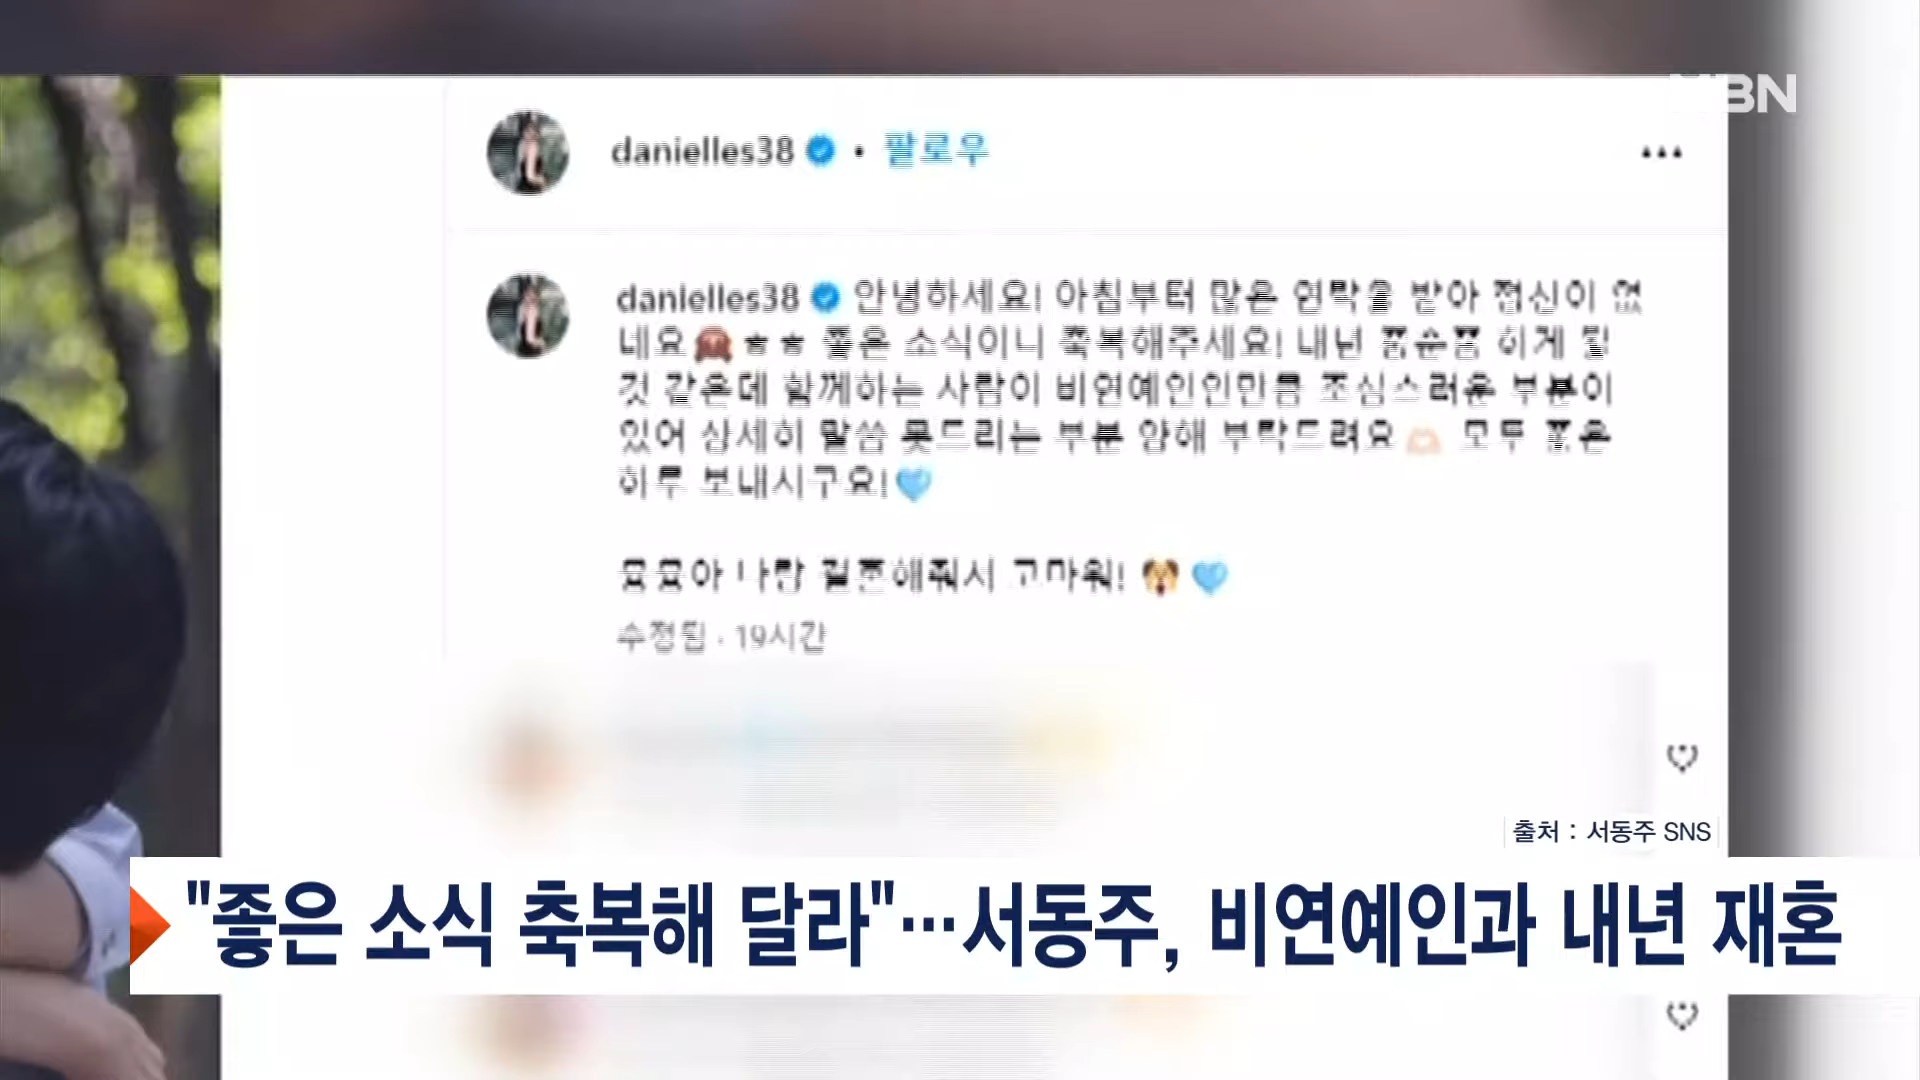 MBN
danielles38 • 팔로우
danielles38 안녕하세요! 아침부터 많은 연락을 받아 정신이 없
네요 ㅎㅎ 좋은 소식이니 축복해주세요! 내년 쯤 하게 될
것 같은데 함께하는 사람이 비연예인인만큼 조심스러운 부분이
있어 상세히 말씀 못드리는 부분 양해 부탁드려요 모두 좋은
하루 보내시구요!
아 나랑 결혼해줘서 고마워!
수정됨 · 19시간
출처 : 서동주 SNS
"좋은 소식 축복해 달라"…서동주, 비연예인과 내년 재혼